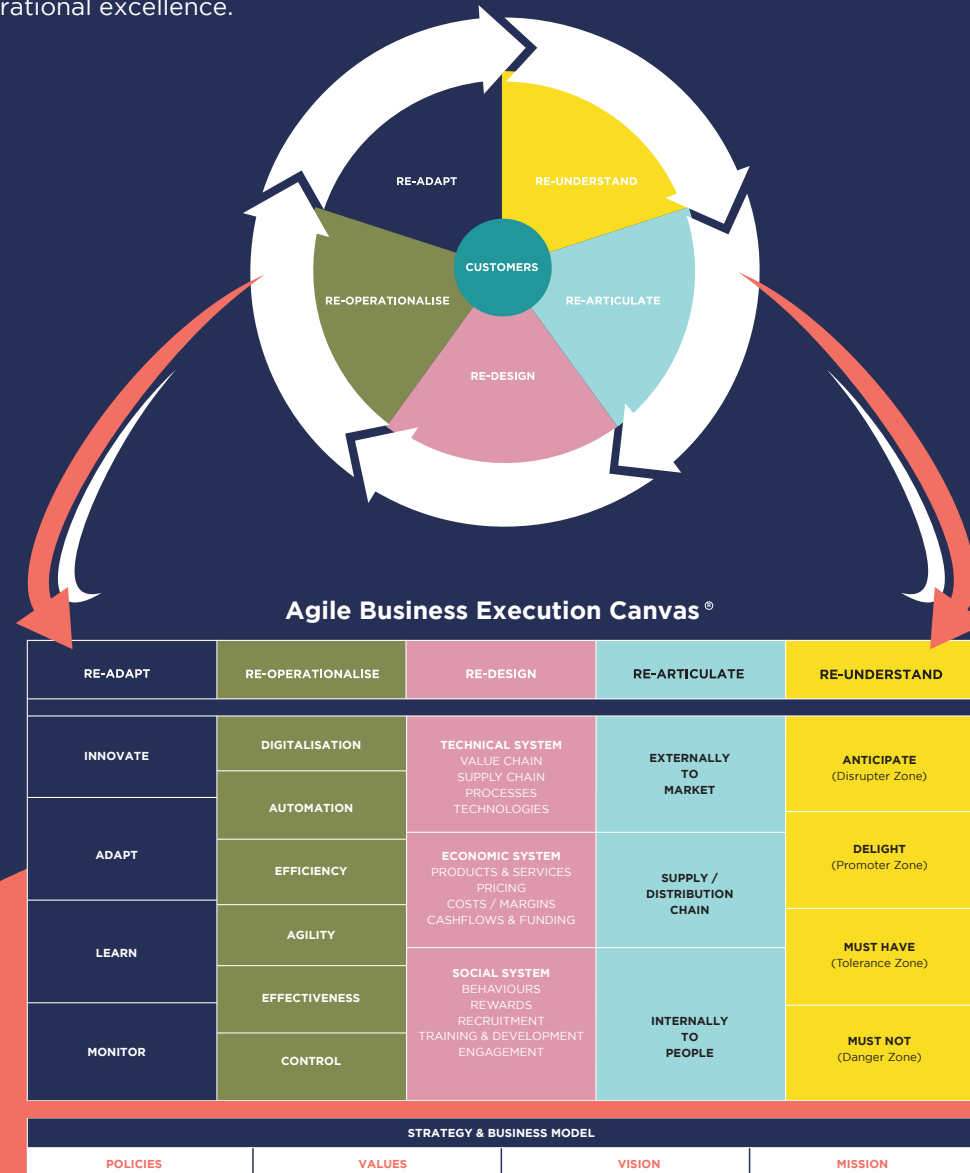 rational excellence.
RE-ADAPT
RE-UNDERSTAND
CUSTOMERS
RE-OPERATIONALISE
RE-ARTICULATE
RE-DESIGN
Agile Business Execution Canvas®
RE-ADAPT
RE-OPERATIONALISE
RE-DESIGN
RE-ARTICULATE
RE-UNDERSTAND
INNOVATE
ADAPT
LEARN
MONITOR
DIGITALISATION
AUTOMATION
EFFICIENCY
AGILITY
EFFECTIVENESS
CONTROL
TECHNICAL SYSTEM
VALUE CHAIN
SUPPLY CHAIN
PROCESSES
TECHNOLOGIES
ECONOMIC SYSTEM
PRODUCTS & SERVICES
PRICING
COSTS / MARGINS
CASHFLOWS & FUNDING
SOCIAL SYSTEM
BEHAVIOURS
REWARDS
RECRUITMENT
TRAINING & DEVELOPMENT
ENGAGEMENT
EXTERNALLY
TO
MARKET
SUPPLY /
DISTRIBUTION
CHAIN
INTERNALLY
TO
PEOPLE
ANTICIPATE
(Disrupter Zone)
DELIGHT
(Promoter Zone)
MUST HAVE
(Tolerance Zone)
MUST NOT
(Danger Zone)
STRATEGY & BUSINESS MODEL
POLICIES
VALUES
VISION
MISSION